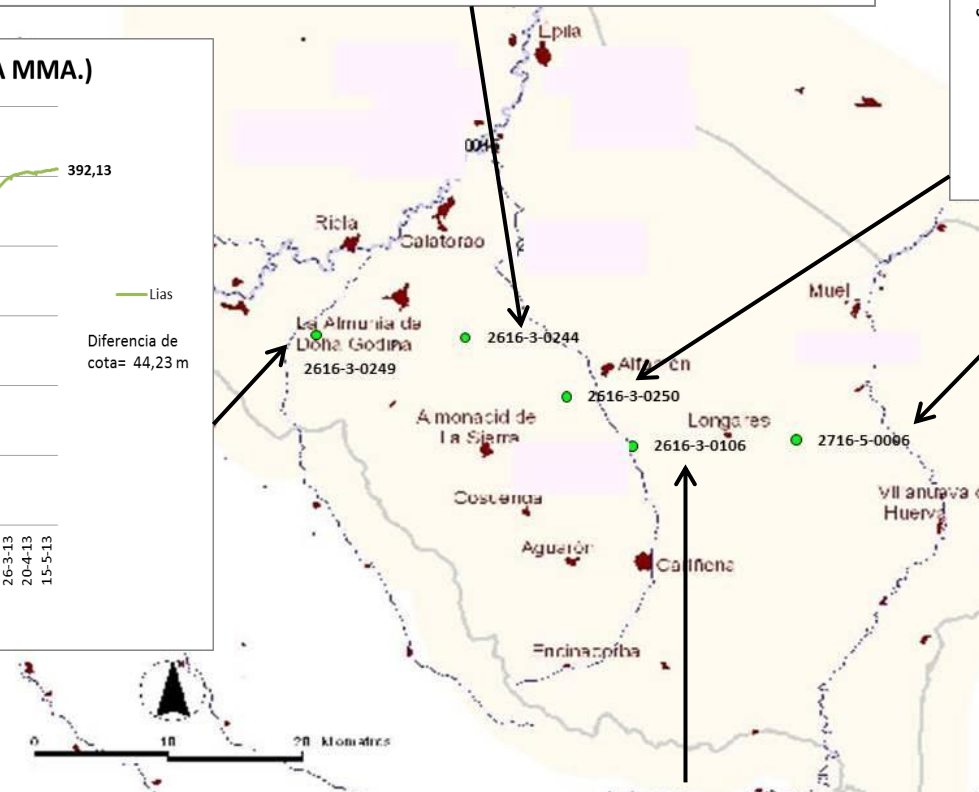 A MMA.)
392,13
Lias
Diferencia de
cota= 44,23 m
26-3-13
20-4-13
15-5-13
Epila
Ricla
Calatorao
La Almunia de
Doña Godina
2616-3-0249
2616-3-0244
Muel
2616-3-0250
Almonacid de
La Sierra
Longares
2616-3-0106
2716-5-0006
Cosuenda
Villanueva
Huerva
Aguarón
Cariñena
Encinacorba
0 10 20 kilometros